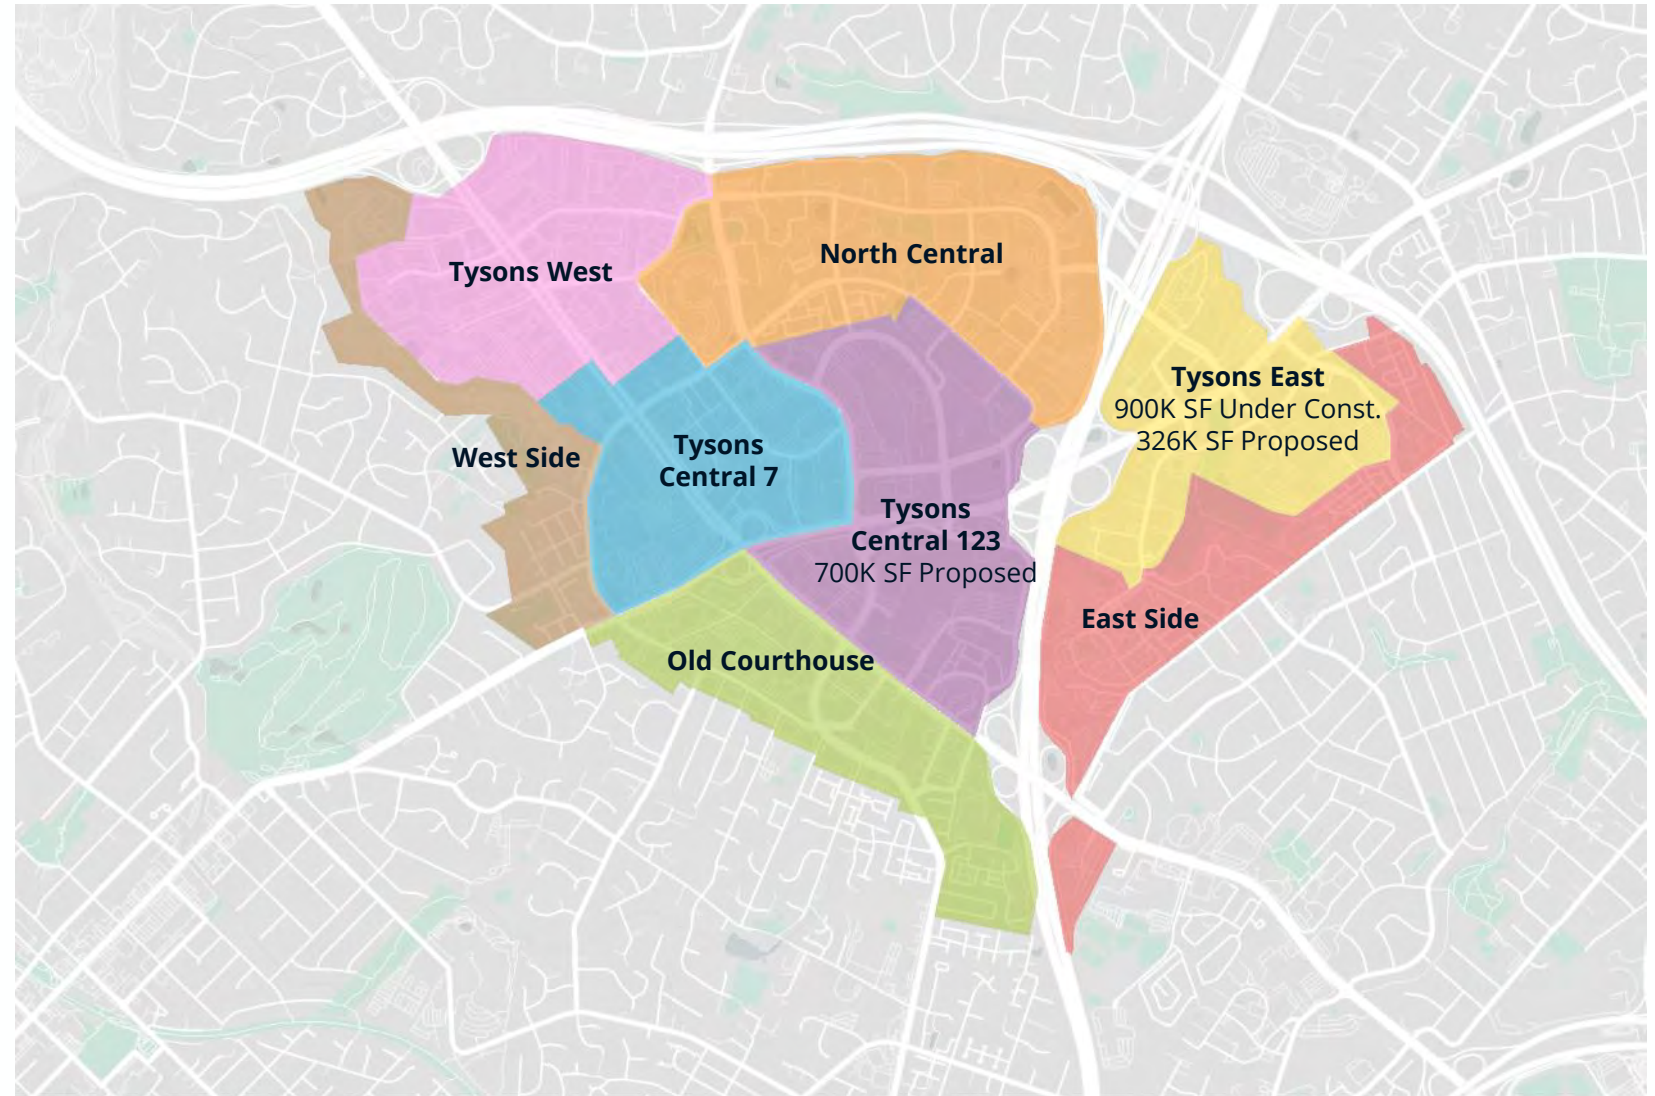 North Central
Tysons West
Tysons East
900K SF Under Const.
326K SF Proposed
West Side
Tysons
Central 7
Tysons
Central 123
700K SF Proposed
East Side
Old Courthouse